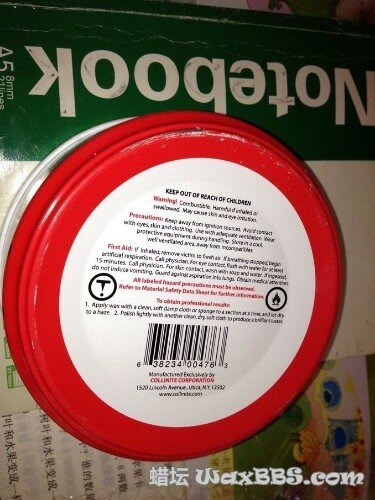 Notebook
A5
8mm
21lines
KEEP OUT OF REACH OF CHILDREN
Warning! Combustible. Harmful if inhaled or
swallowed. May cause skin and eye irritation.
Precautions: Keep away from ignition sources. Avoid contact
with eyes, skin and clothing. Use with adequate ventilation. Wear
protective equipment during handling. Store in a cool,
well ventilated area, away from incompatibles.
First Aid: If inhaled, remove victim to fresh air. If breathing stopped, begin
artificial respiration. Call physician. For eye contact, flush with water for at least
15 minutes. Call physician. For skin contact, wash with soap and water. If ingested,
do not induce vomiting. Guard against aspiration into lungs. Obtain medical attention.
All labeled hazard precautions must be observed.
Refer to Material Safety Data Sheet for further information.
To obtain professional results:
1. Apply wax with a clean, soft damp cloth or sponge to a section at a time, and let dry
to a haze. 2. Polish lightly with another clean, dry, soft cloth to produce a brilliant luster.
6 38234 00476 3
Manufactured Exclusively by
COLLINITE CORPORATION
1520 Lincoln Avenue, Utica, N.Y. 13502
www.collinite.com
蜡坛 WaxBBS.com